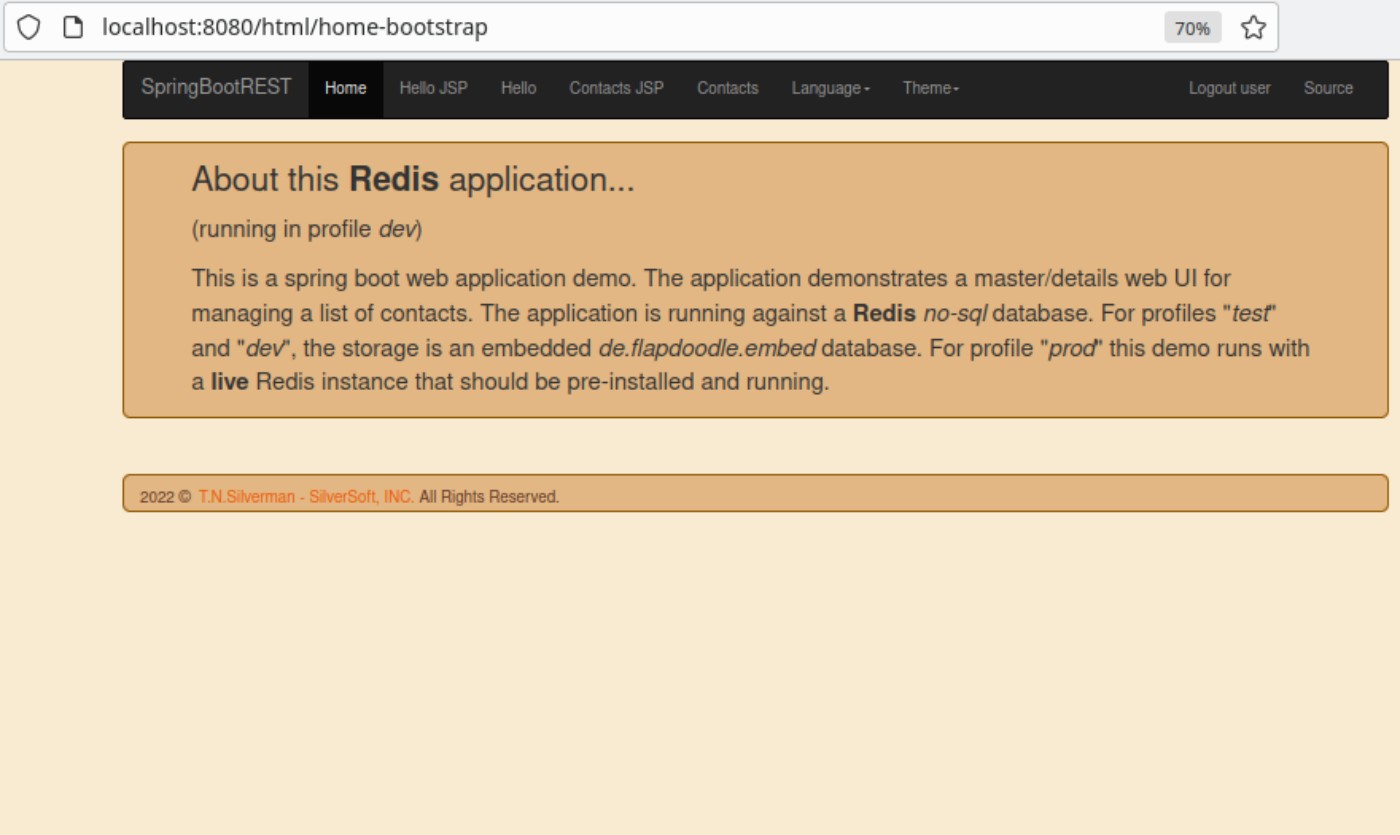 localhost:8080/html/home-bootstrap 70%
SpringBootREST Home Hello JSP Hello Contacts JSP Contacts Language Theme Logout user Source
About this Redis application...
(running in profile dev)
This is a spring boot web application demo. The application demonstrates a master/details web UI for
managing a list of contacts. The application is running against a Redis no-sql database. For profiles "test"
and "dev", the storage is an embedded de.flapdoodle.embed database. For profile "prod" this demo runs with
a live Redis instance that should be pre-installed and running.
2022 © T.N.Silverman - SilverSoft, INC. All Rights Reserved.